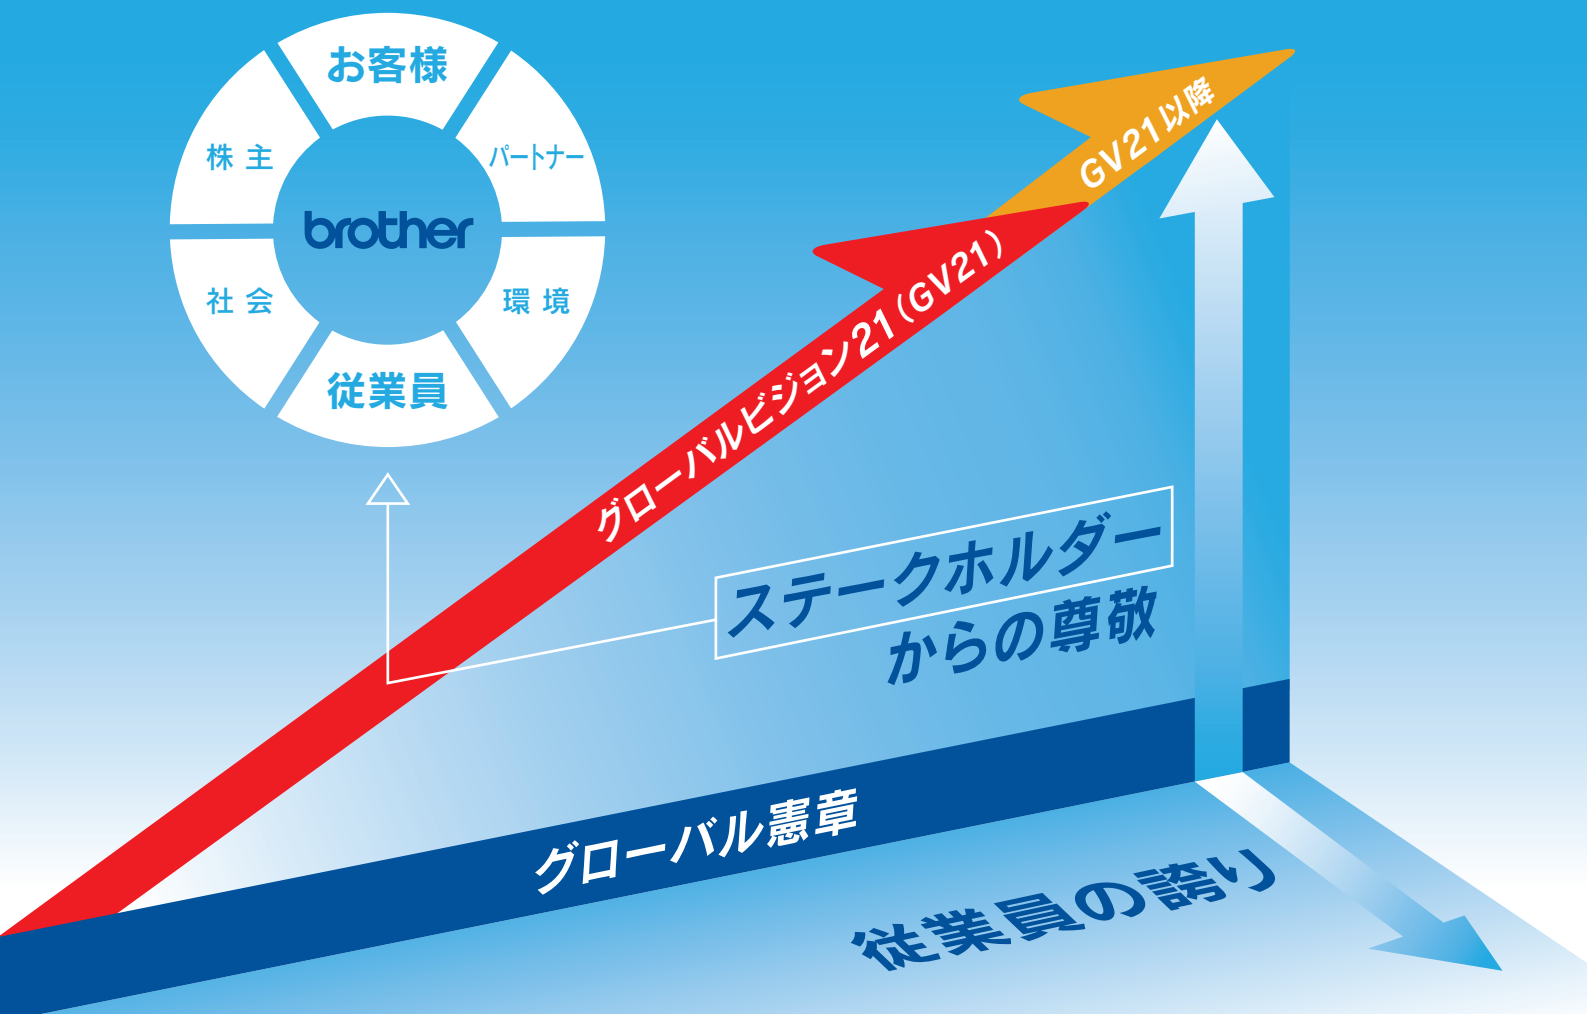 お客様
株主
パートナー
brother
社会
環境
従業員
GV21以降
グローバルビジョン21(GV21)
ステークホルダー
からの尊敬
グローバル憲章
従業員の誇り